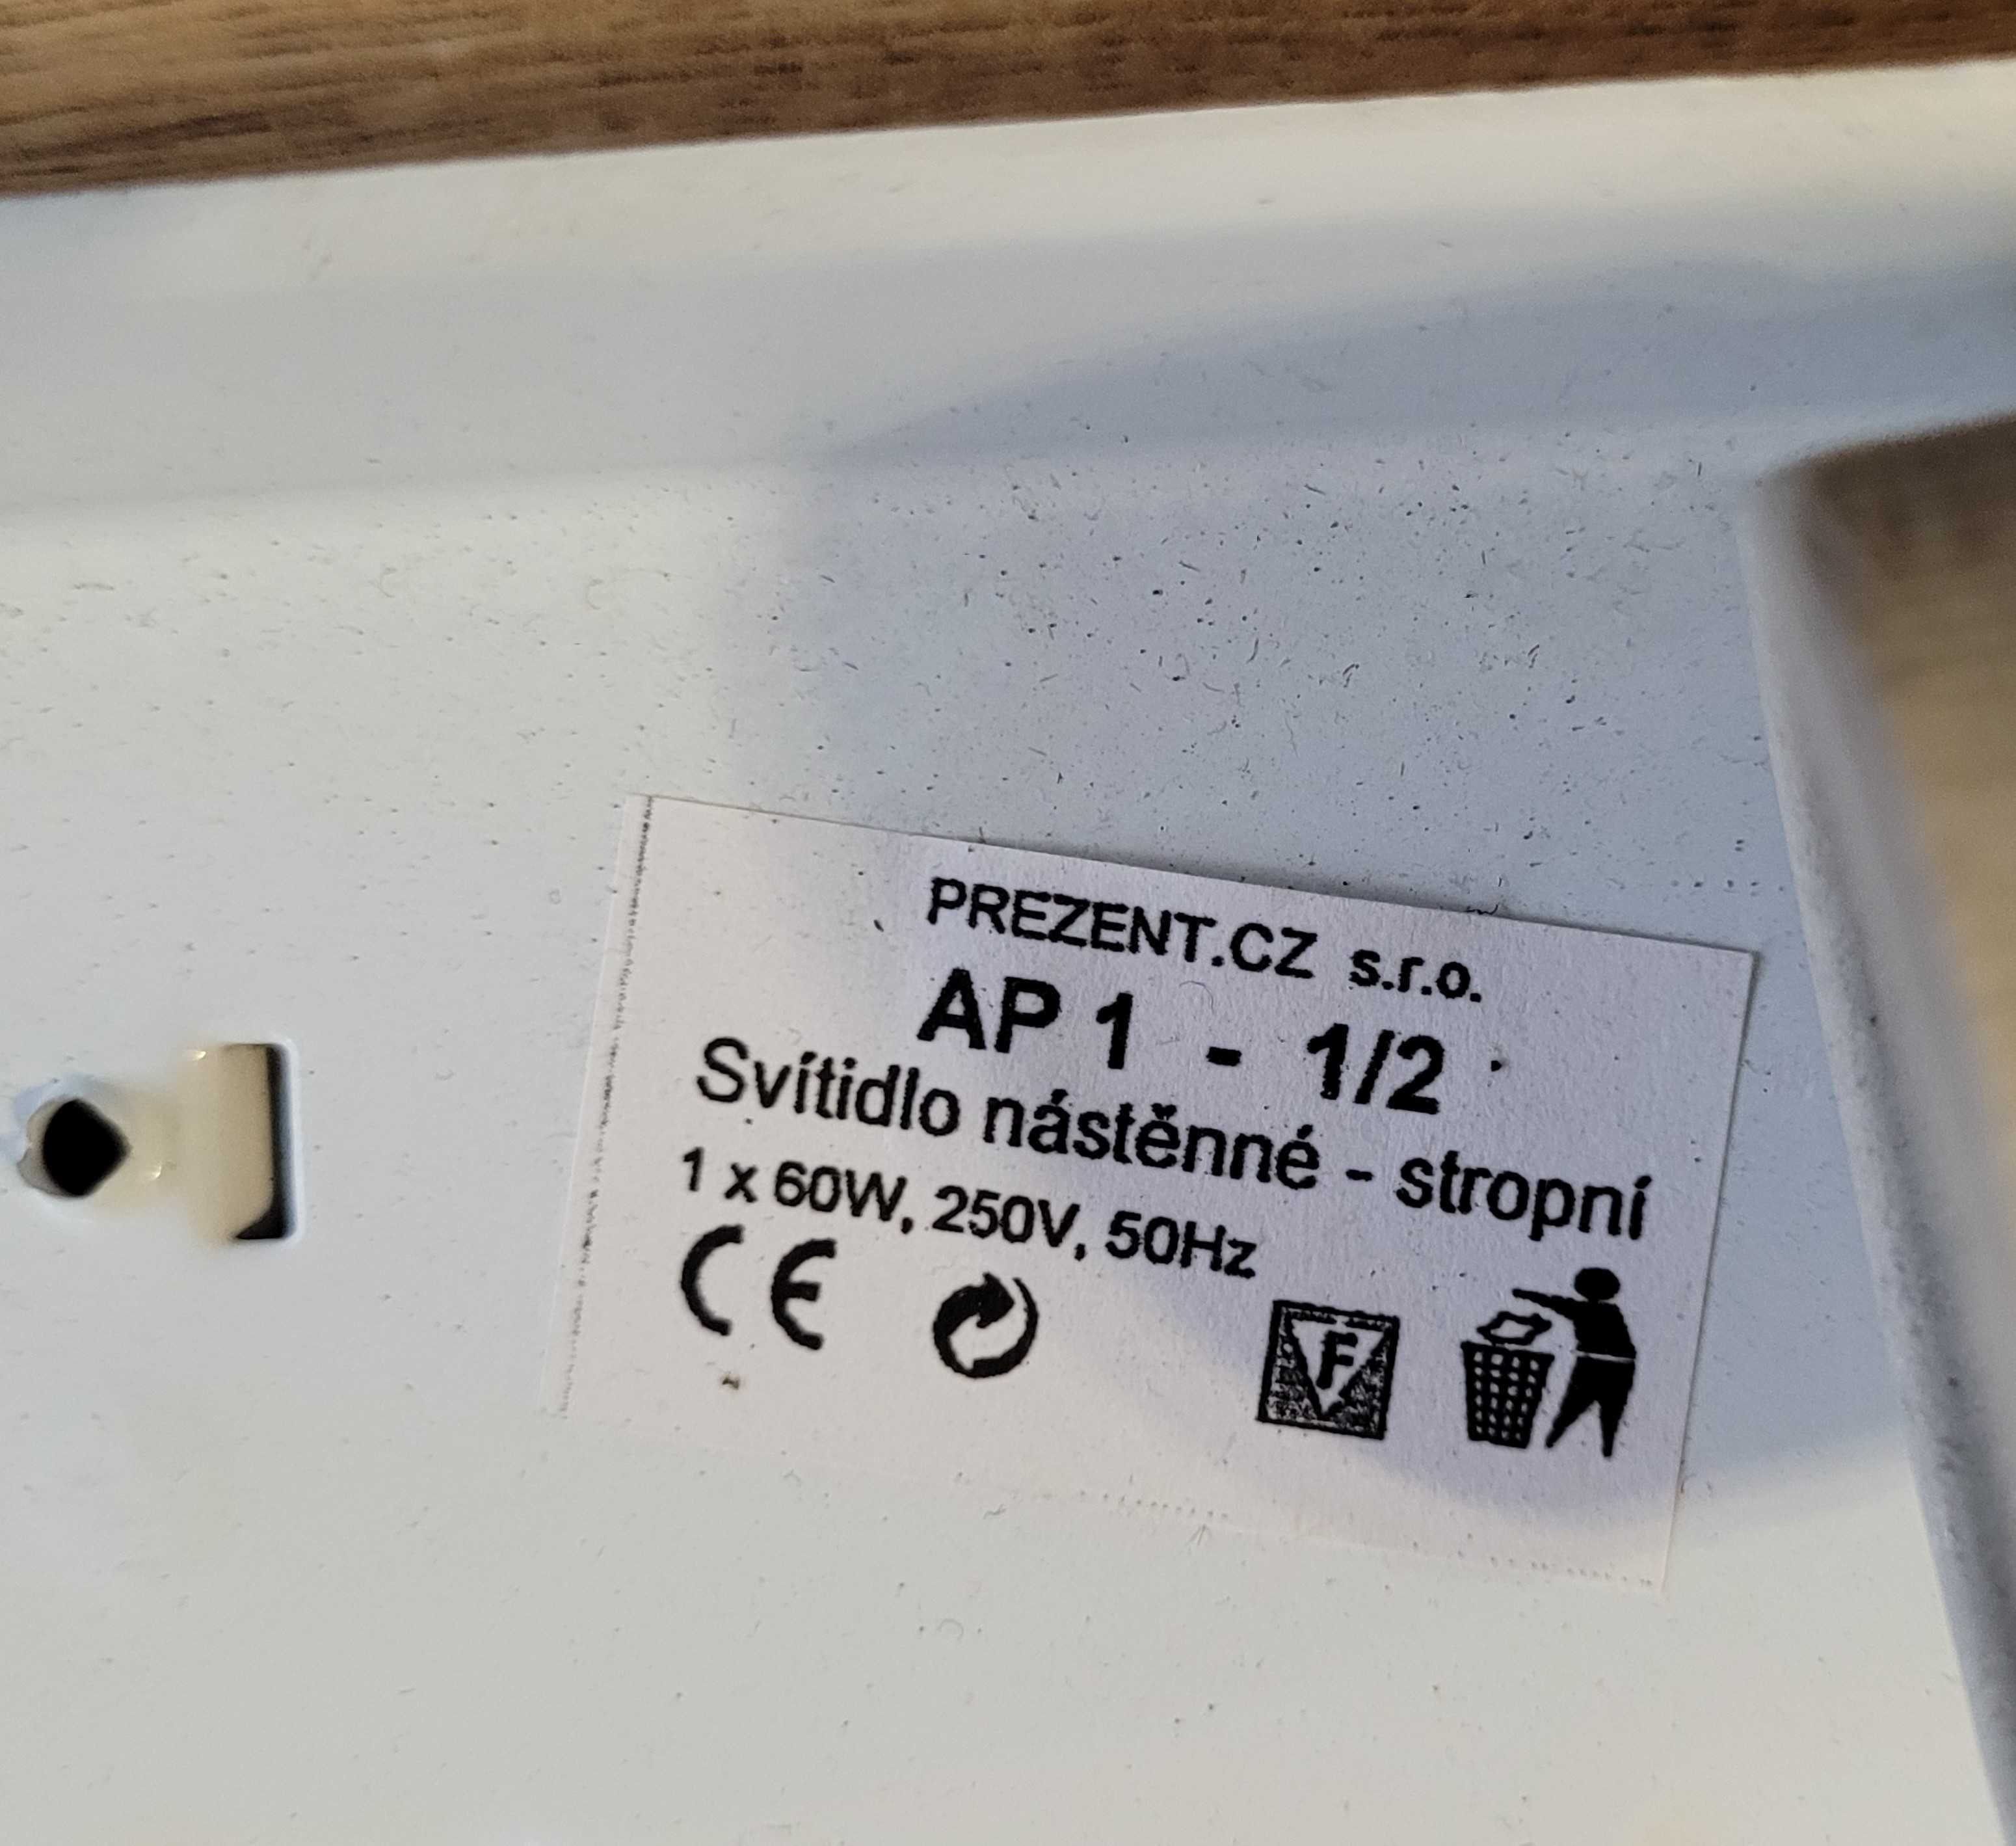 PREZENT.CZ s.r.o.
AP 1 - 1/2
Svítidlo nástěnné - stropní
1 x 60W, 250V, 50Hz
CE
F